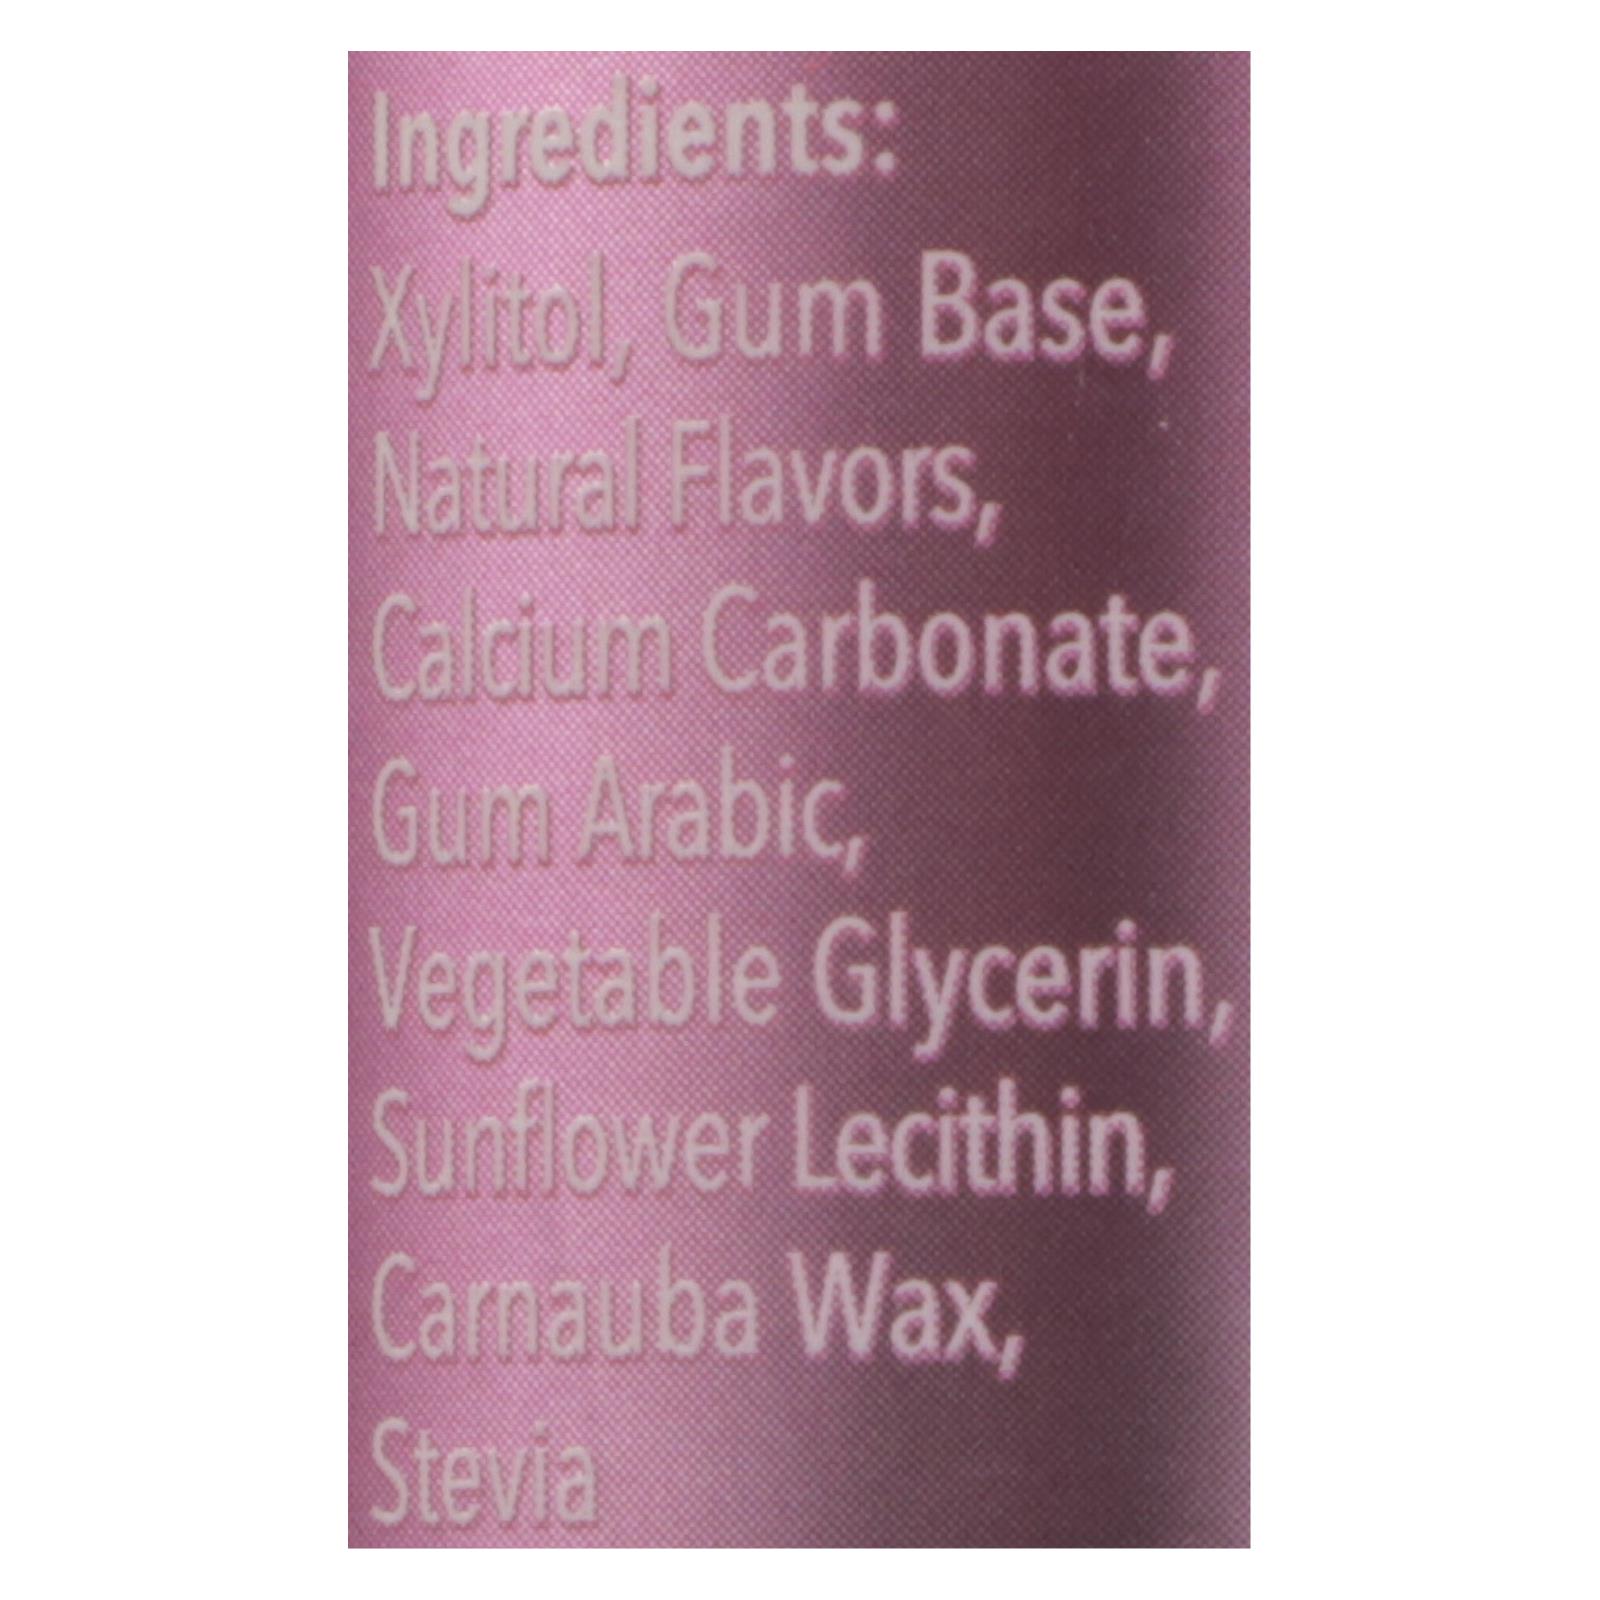 Ingredients:
Xylitol, Gum Base,
Natural Flavors,
Calcium Carbonate,
Gum Arabic,
Vegetable Glycerin,
Sunflower Lecithin,
Carnauba Wax,
Stevia